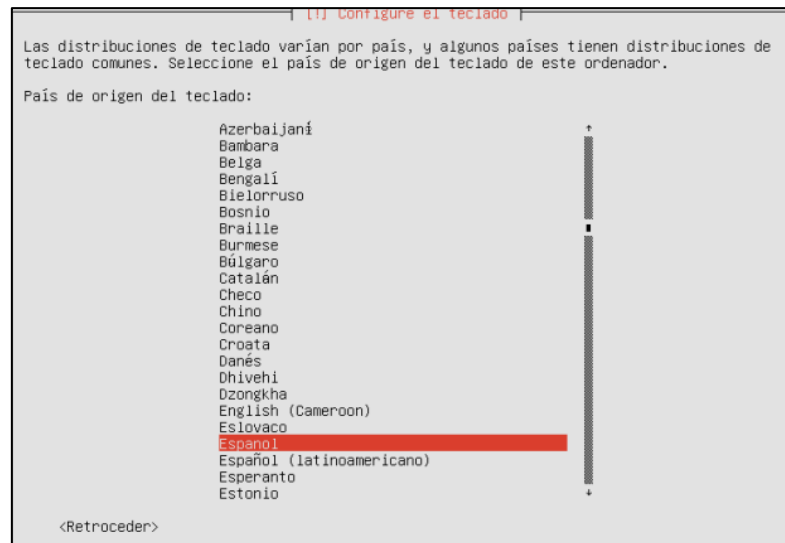 [!] Configure el teclado
Las distribuciones de teclado varían por país, y algunos países tienen distribuciones de
teclado comunes. Seleccione el país de origen del teclado de este ordenador.
País de origen del teclado:
Azerbaijaní
Bambara
Belga
Bengalí
Bielorruso
Bosnio
Braille
Burmese
Búlgaro
Catalán
Checo
Chino
Coreano
Croata
Danés
Dhivehi
Dzongkha
English (Cameroon)
Eslovaco
Espanol
Español (latinoamericano)
Esperanto
Estonio
<Retroceder>